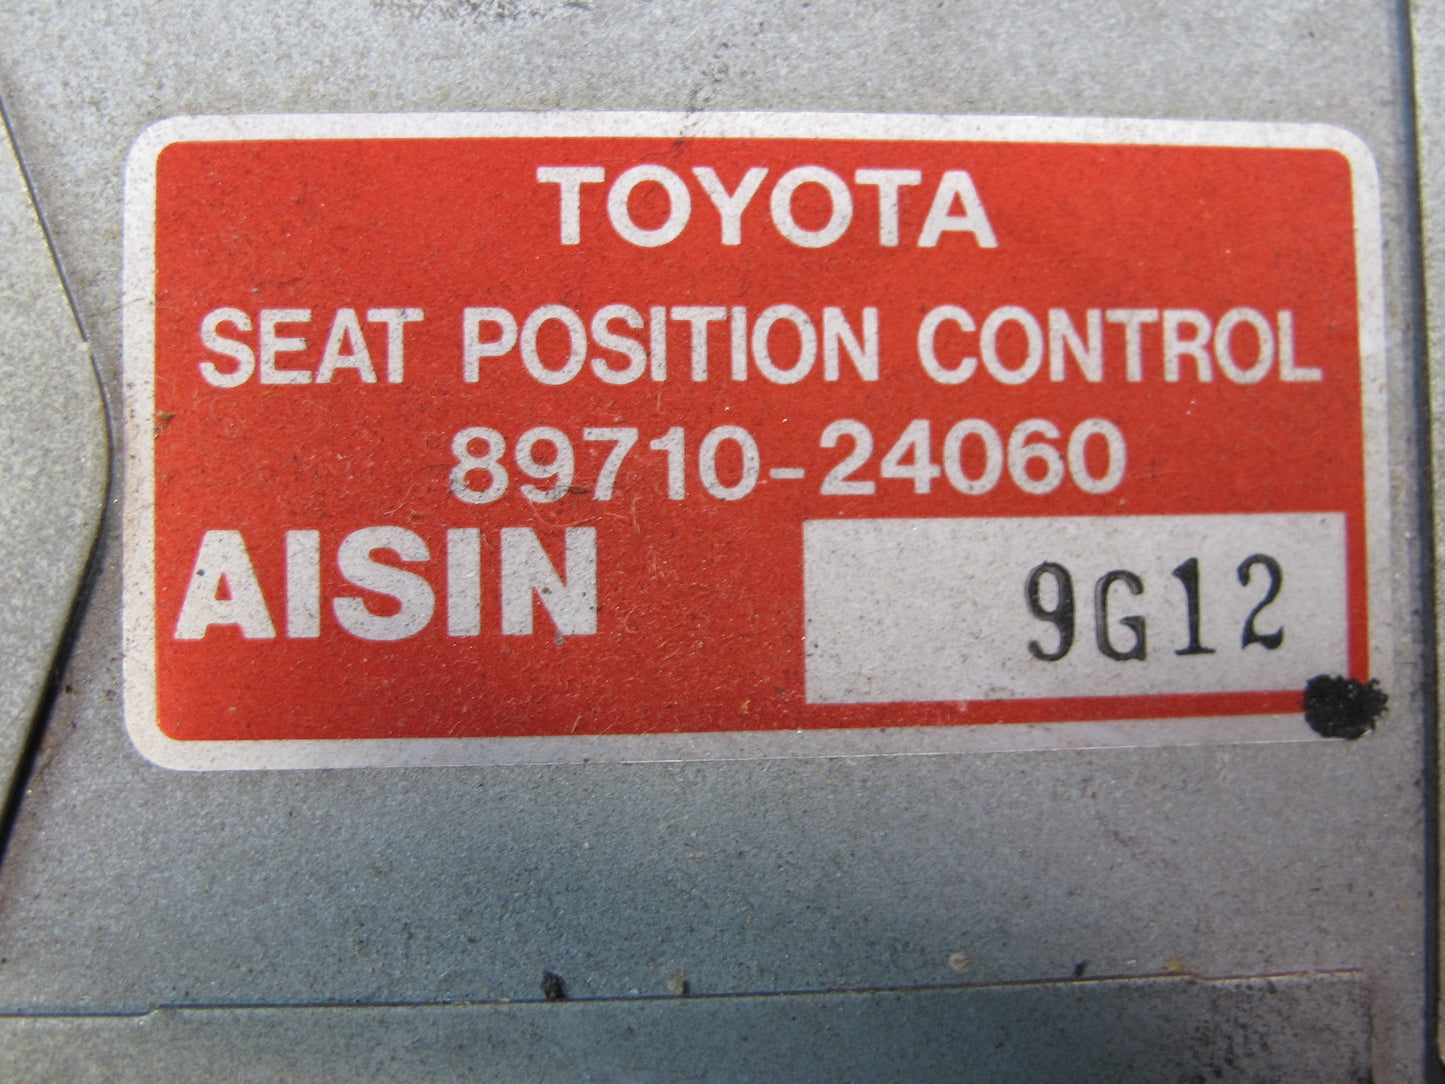 TOYOTA
SEAT POSITION CONTROL
89710-24060
AISIN
9G12